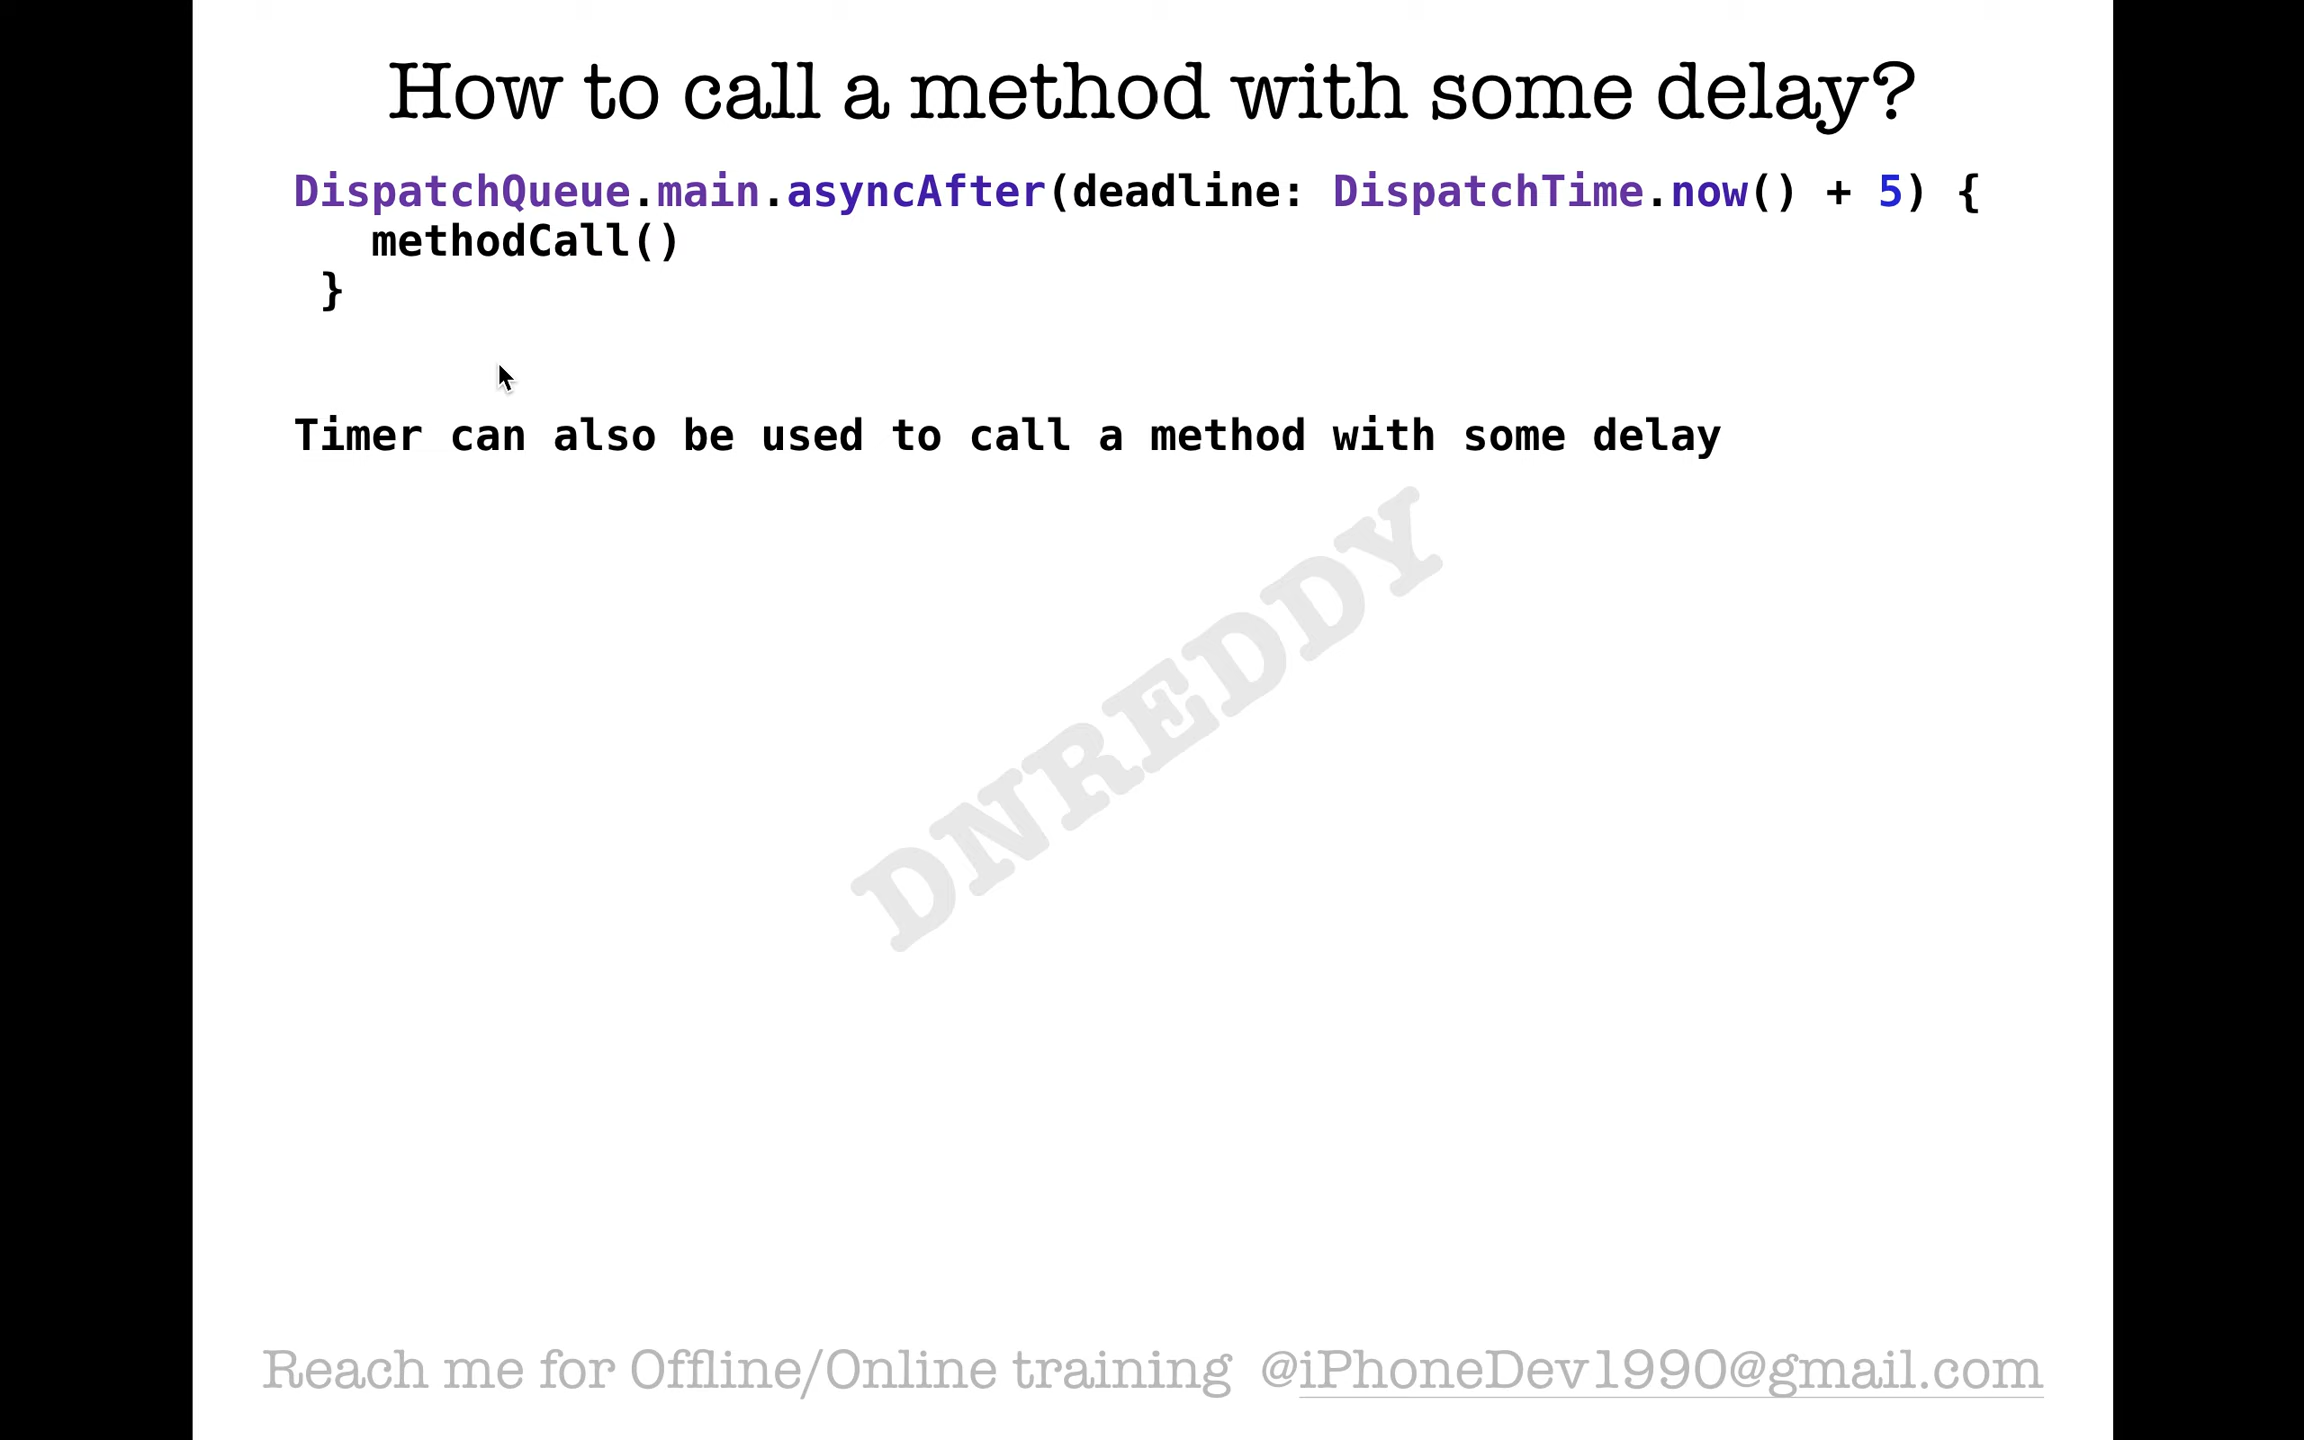 How to call a method with some delay?
DispatchQueue.main.asyncAfter(deadline: DispatchTime.now() + 5) {
methodCall()
}
Timer can also be used to call a method with some delay
DNREDDY
Reach me for Offline/Online training @iPhoneDev1990@gmail.com